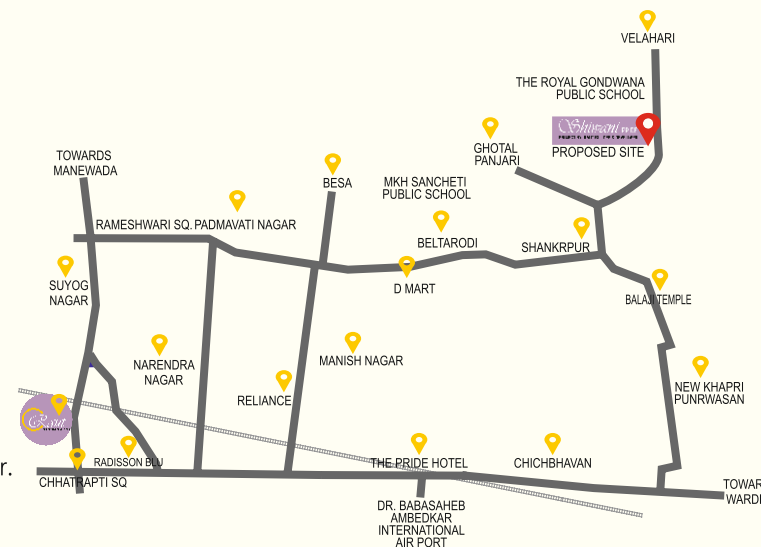 VELAHARI
THE ROYAL GONDWANA
PUBLIC SCHOOL
Shivani
PROPOSED SITE
GHOTAL
PANJARI
TOWARDS
MANEWADA
BESA
MKH SANCHETI
PUBLIC SCHOOL
RAMESHWARI SQ. PADMAVATI NAGAR
BELTARODI
SHANKRPUR
SUYOG
NAGAR
D MART
BALAJI TEMPLE
NARENDRA
NAGAR
MANISH NAGAR
RELIANCE
NEW KHAPRI
PUNRWASAN
r.
RADISSON BLU
THE PRIDE HOTEL
CHICHBHAVAN
CHHATRAPTI SQ
TOWAR
WARD
DR. BABASAHEB
AMBEDKAR
INTERNATIONAL
AIR PORT